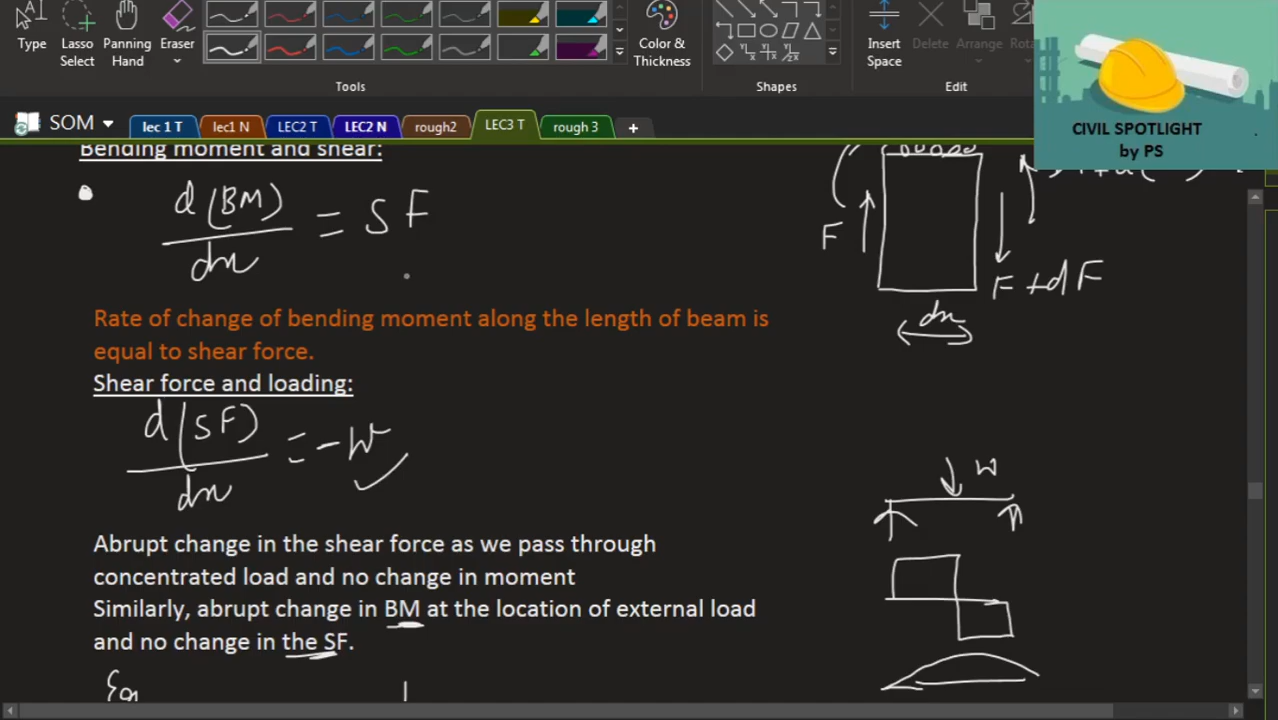 Type
Lasso Select
Panning Hand
Eraser
Color & Thickness
Insert Space
Delete
Arrange
Tools
Shapes
Edit
CIVIL SPOTLIGHT
by PS
SOM
lec 1 T
lec1 N
LEC2 T
LEC2 N
rough2
LEC3 T
rough 3
Bending moment and shear:
d(BM)/dx = SF
F
F + dF
dx
Rate of change of bending moment along the length of beam is
equal to shear force.
Shear force and loading:
d(SF)/dx = -W
W
Abrupt change in the shear force as we pass through
concentrated load and no change in moment
Similarly, abrupt change in BM at the location of external load
and no change in the SF.